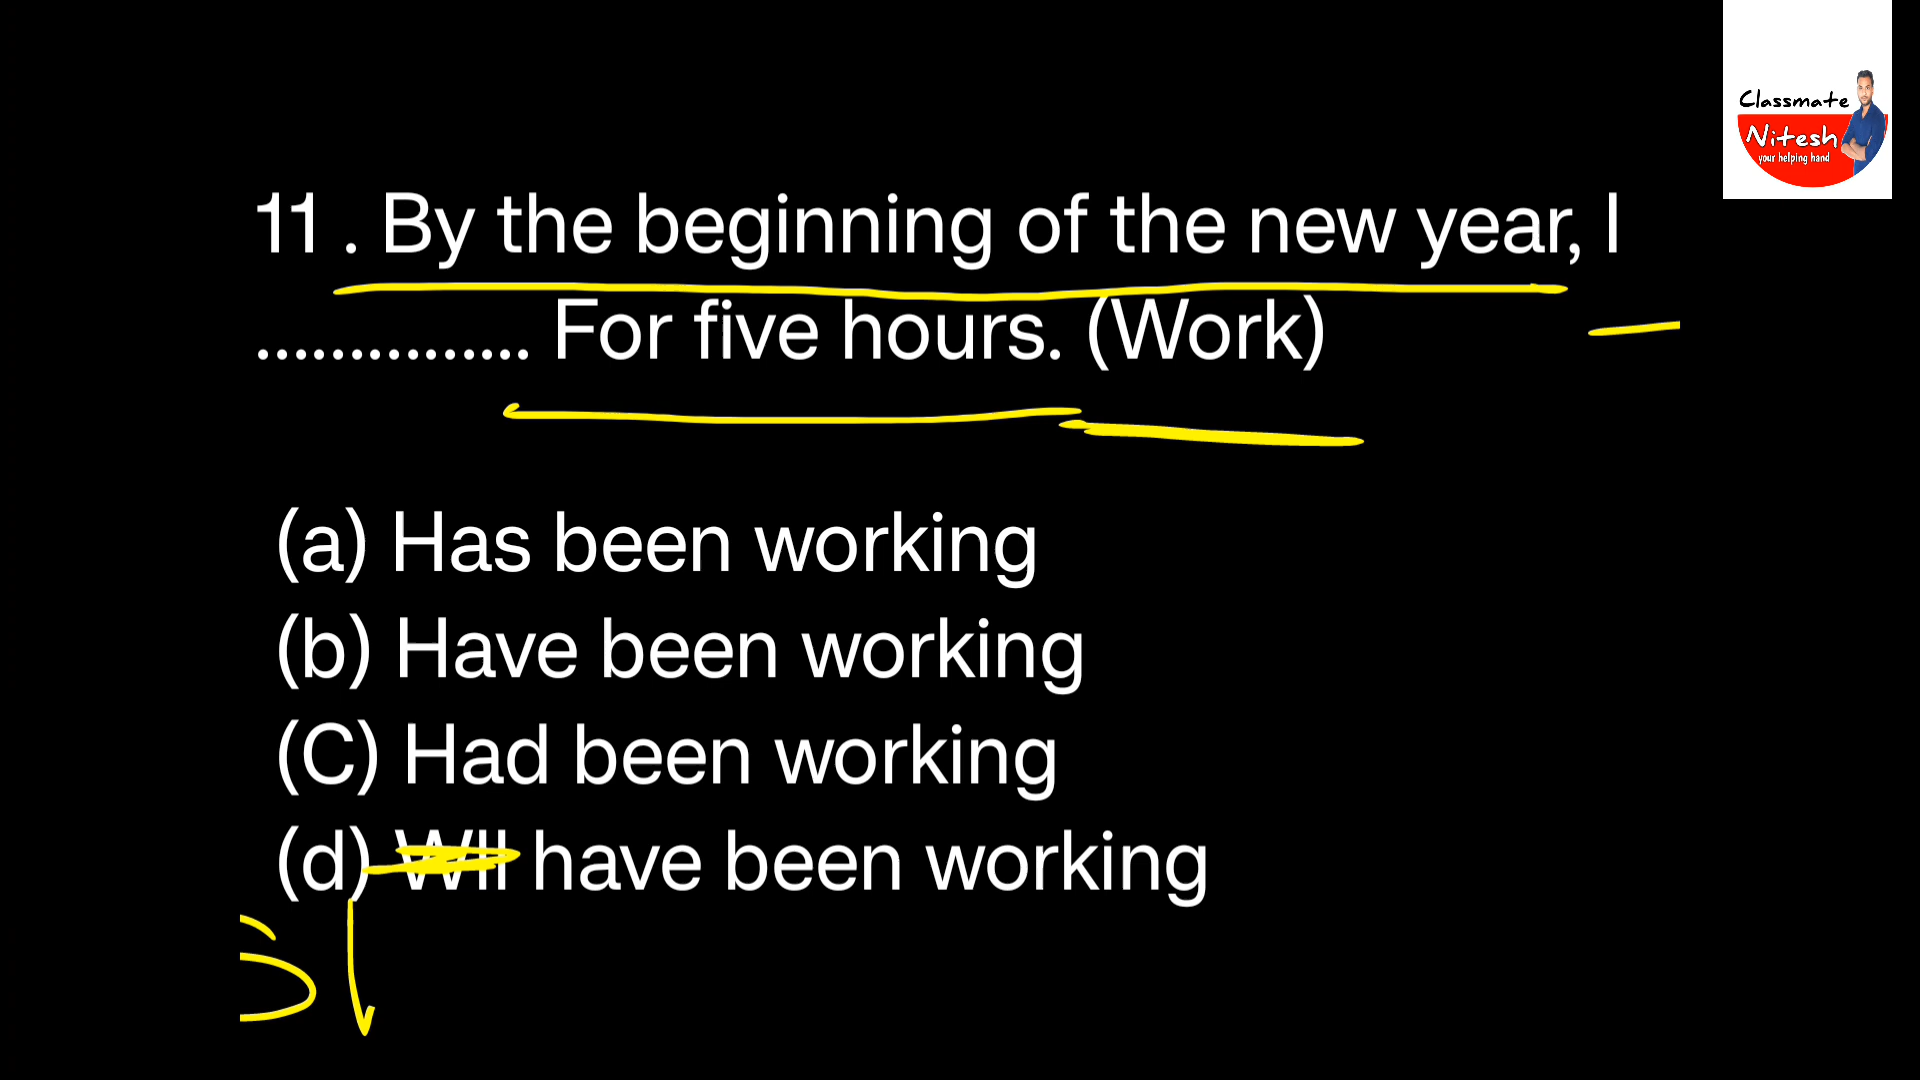 Classmate
Nitesh
your helping hand
11 . By the beginning of the new year, I
............... For five hours. (Work)
(a) Has been working
(b) Have been working
(C) Had been working
(d) Wll have been working